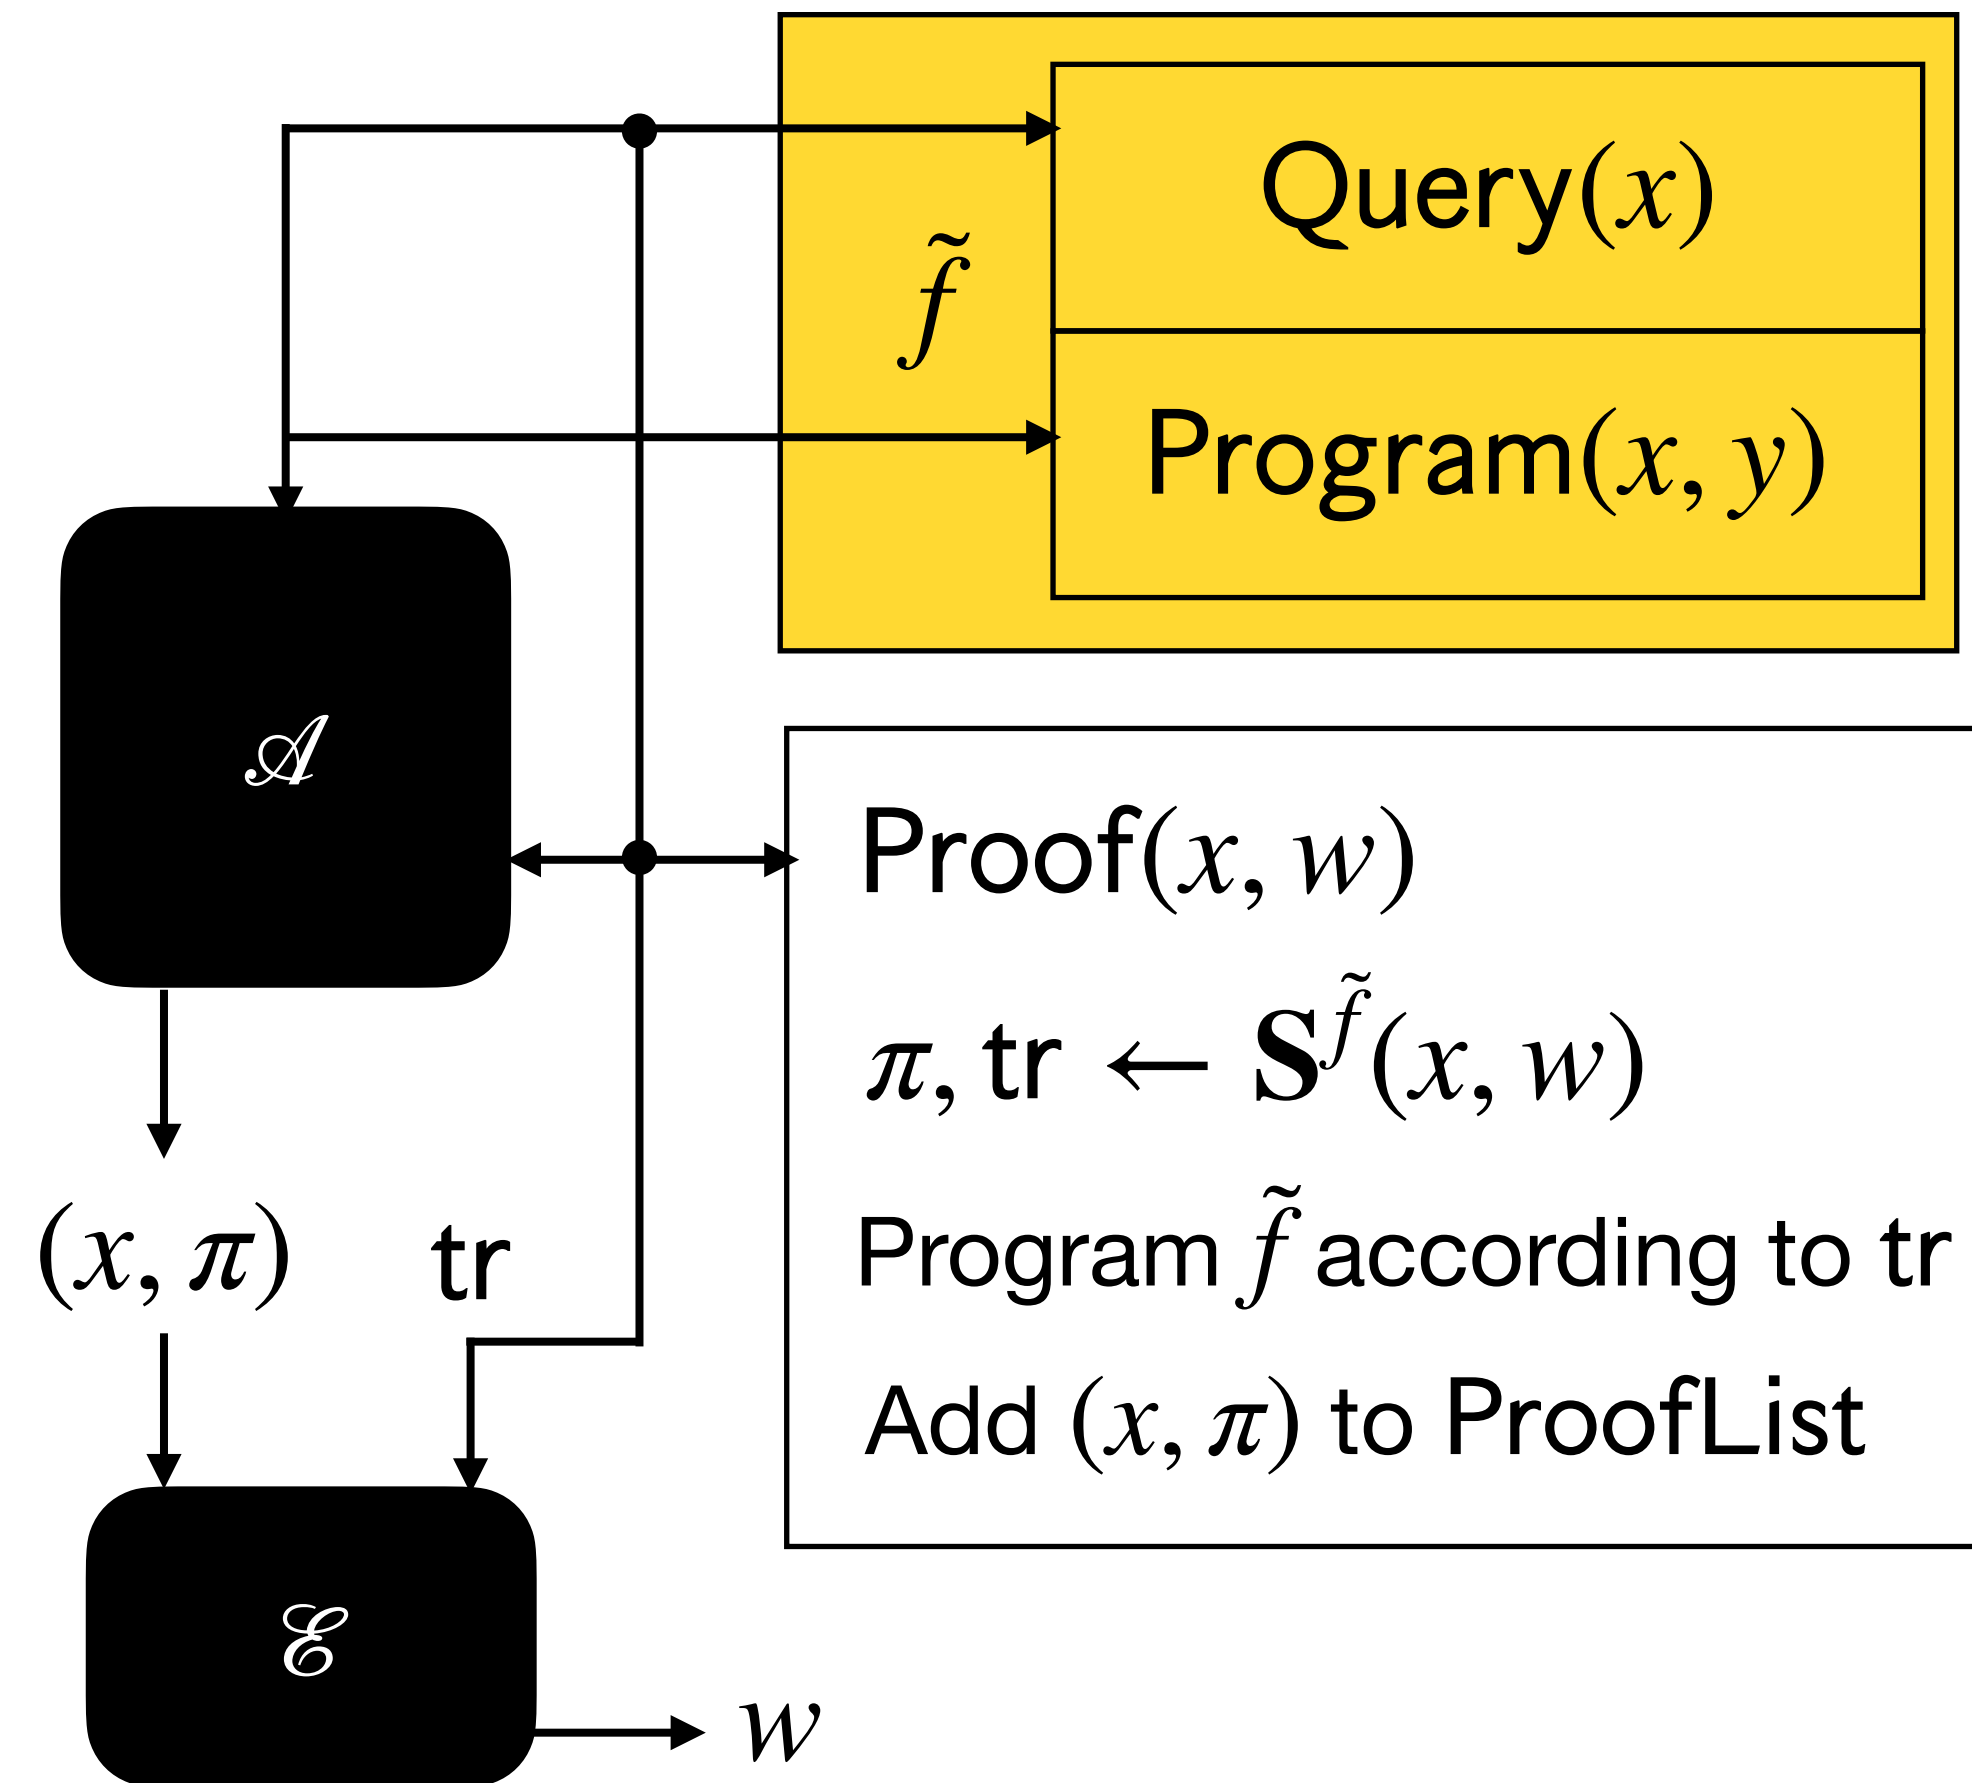 Query(x)
f̃
Program(x, y)
𝒜
Proof(x, w)
π, tr ← S^f̃(x, w)
(x, π) tr
Program f̃ according to tr
Add (x, π) to ProofList
ℰ
w